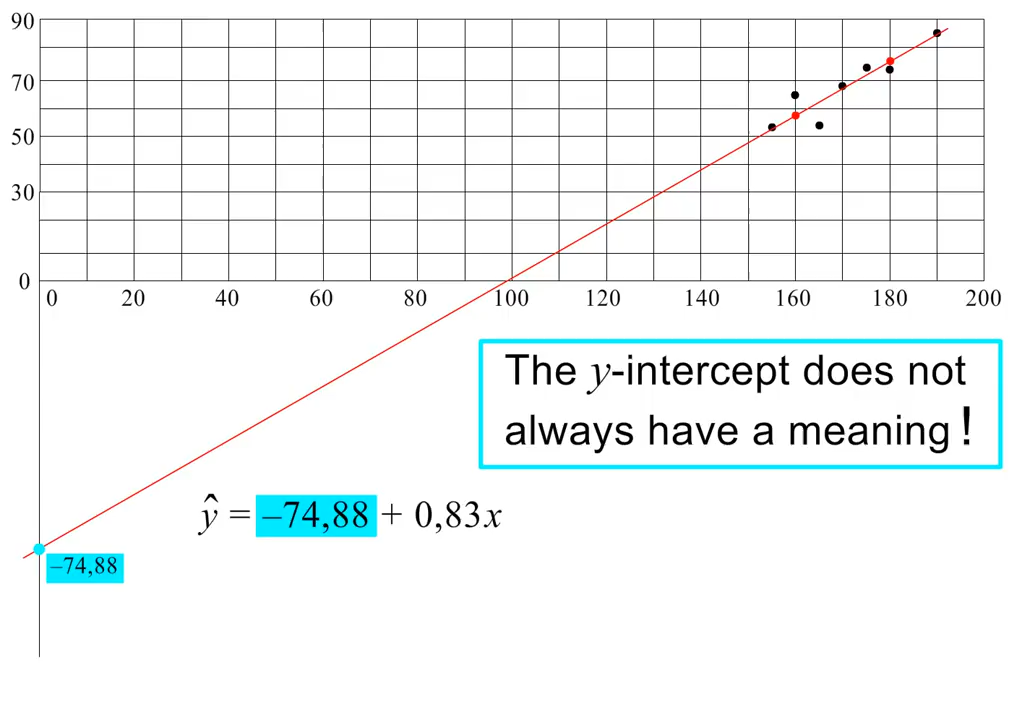 90
70
50
30
0
0 20 40 60 80 100 120 140 160 180 200
The y-intercept does not
always have a meaning!
ŷ = –74,88 + 0,83x
–74,88